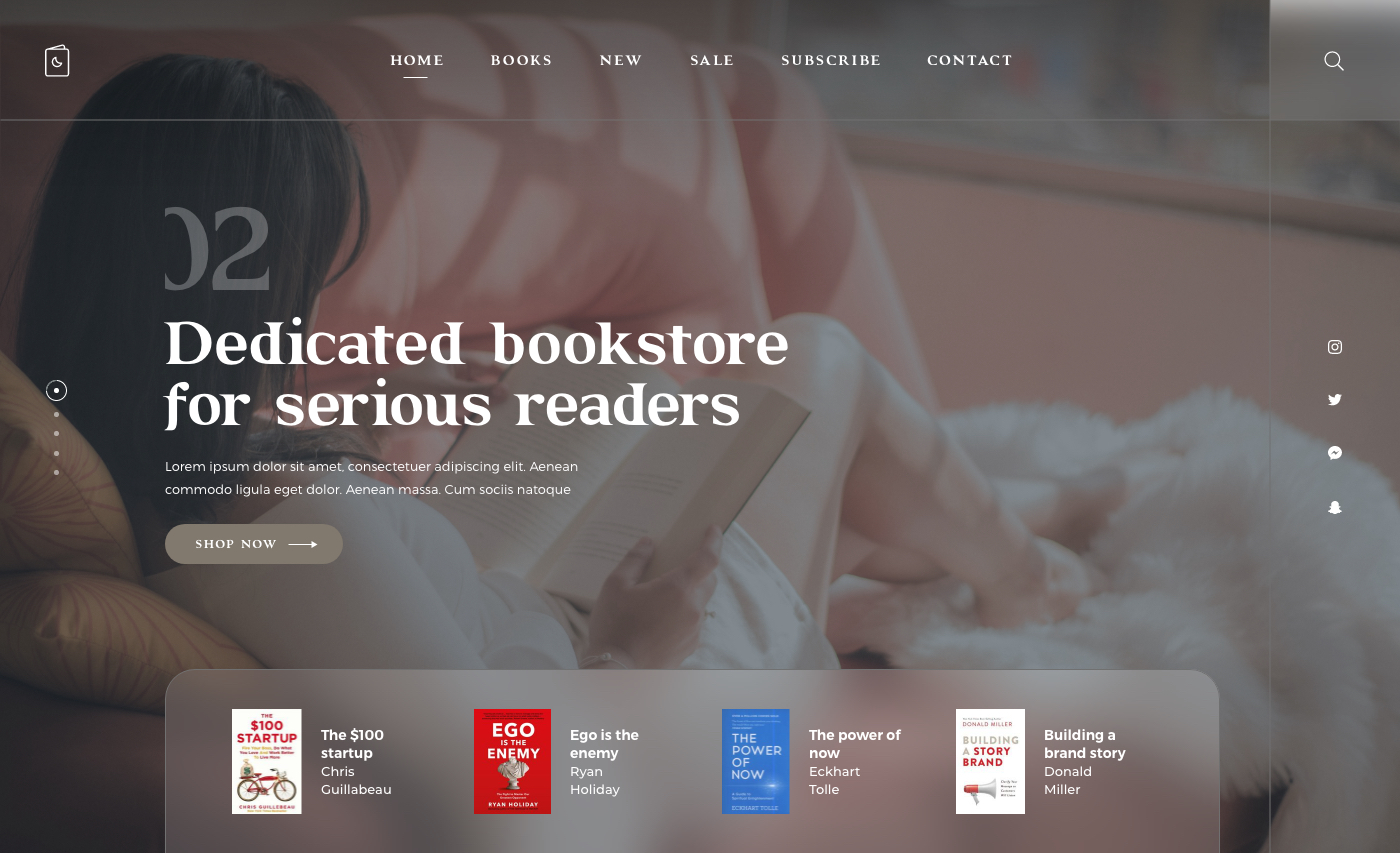 HOME BOOKS NEW SALE SUBSCRIBE CONTACT
02
Dedicated bookstore
for serious readers
Lorem ipsum dolor sit amet, consectetuer adipiscing elit. Aenean
commodo ligula eget dolor. Aenean massa. Cum sociis natoque
SHOP NOW
THE
$100
STARTUP
CHRIS GUILLEBEAU
The $100
startup
Chris
Guillabeau
EGO
IS THE
ENEMY
RYAN HOLIDAY
Ego is the
enemy
Ryan
Holiday
THE
POWER
OF
NOW
ECKHART TOLLE
The power of
now
Eckhart
Tolle
DONALD MILLER
BUILDING
A STORY
BRAND
Building a
brand story
Donald
Miller